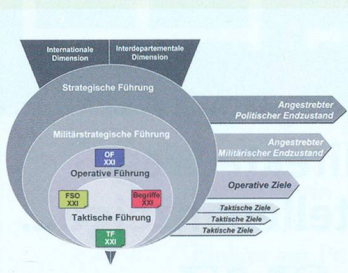 Internationale
Dimension
Interdepartementale
Dimension
Strategische Führung
Angestrebter
Politischer Endzustand
Militärstrategische Führung
Angestrebter
Militärischer Endzustand
OF
XXI
Operative Führung
Operative Ziele
FSO
XXI
Begriffe
XXI
Taktische Führung
Taktische Ziele
Taktische Ziele
Taktische Ziele
TF
XXI